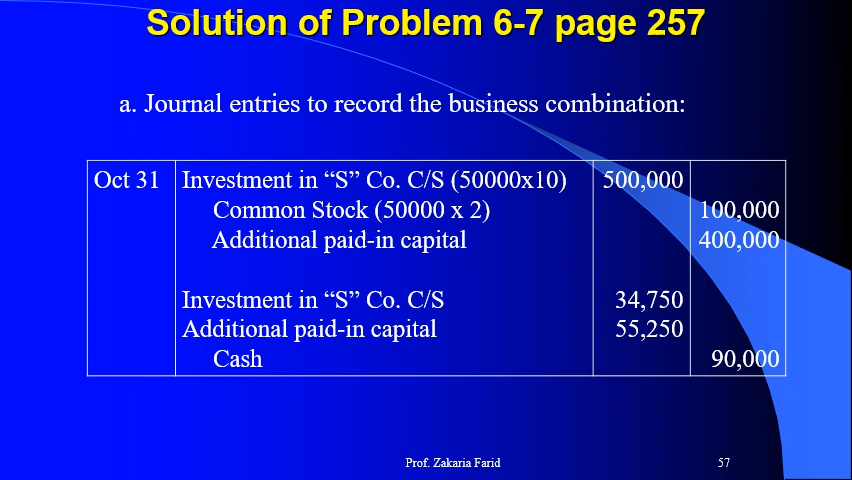 Solution of Problem 6-7 page 257
a. Journal entries to record the business combination:
Oct 31 Investment in “S” Co. C/S (50000x10) 500,000
Common Stock (50000 x 2) 100,000
Additional paid-in capital 400,000
Investment in “S” Co. C/S 34,750
Additional paid-in capital 55,250
Cash 90,000
Prof. Zakaria Farid 57